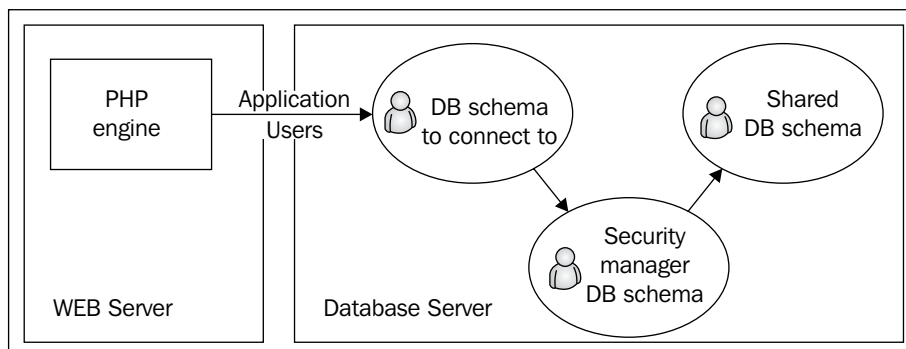 PHP
engine
Application
Users
DB schema
to connect to
Shared
DB schema
Security
manager
DB schema
WEB Server
Database Server